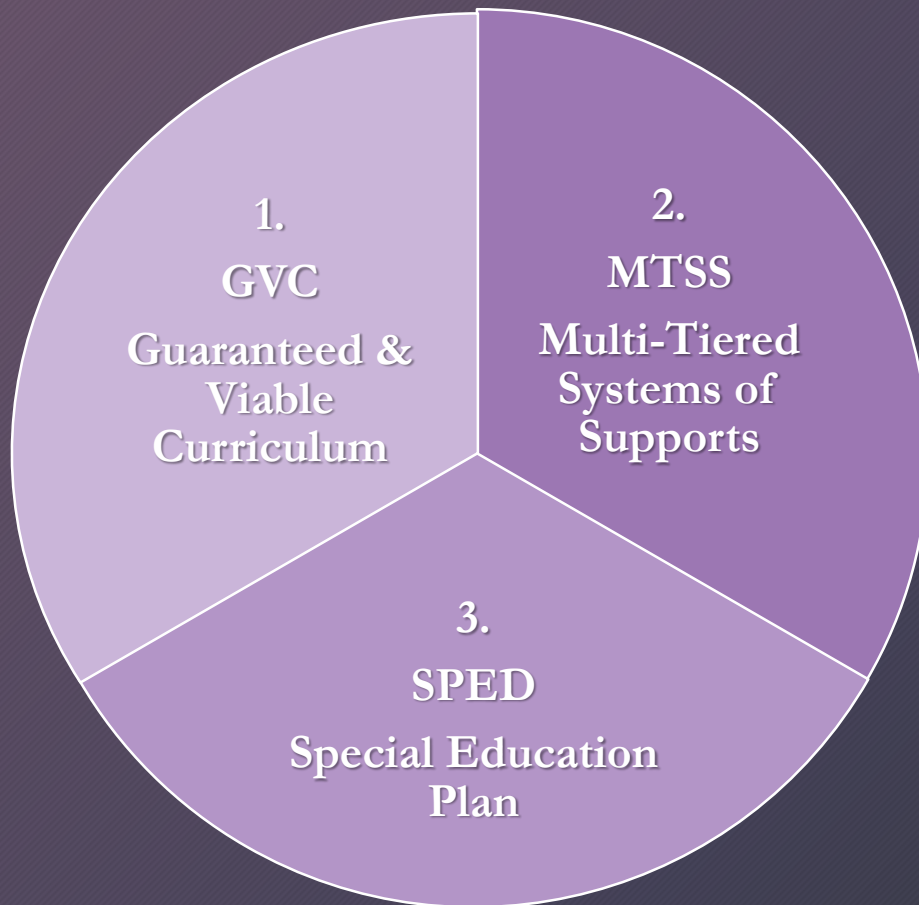 1.
GVC
Guaranteed &
Viable
Curriculum
2.
MTSS
Multi-Tiered
Systems of
Supports
3.
SPED
Special Education
Plan